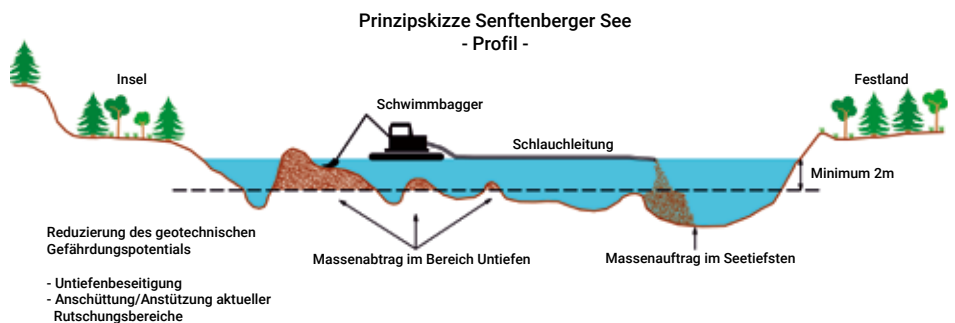 Prinzipskizze Senftenberger See
- Profil -
Insel
Festland
Schwimmbagger
Schlauchleitung
Minimum 2m
Reduzierung des geotechnischen
Gefährdungspotentials
Massenabtrag im Bereich Untiefen
Massenauftrag im Seetiefsten
- Untiefenbeseitigung
- Anschüttung/Anstützung aktueller
Rutschungsbereiche